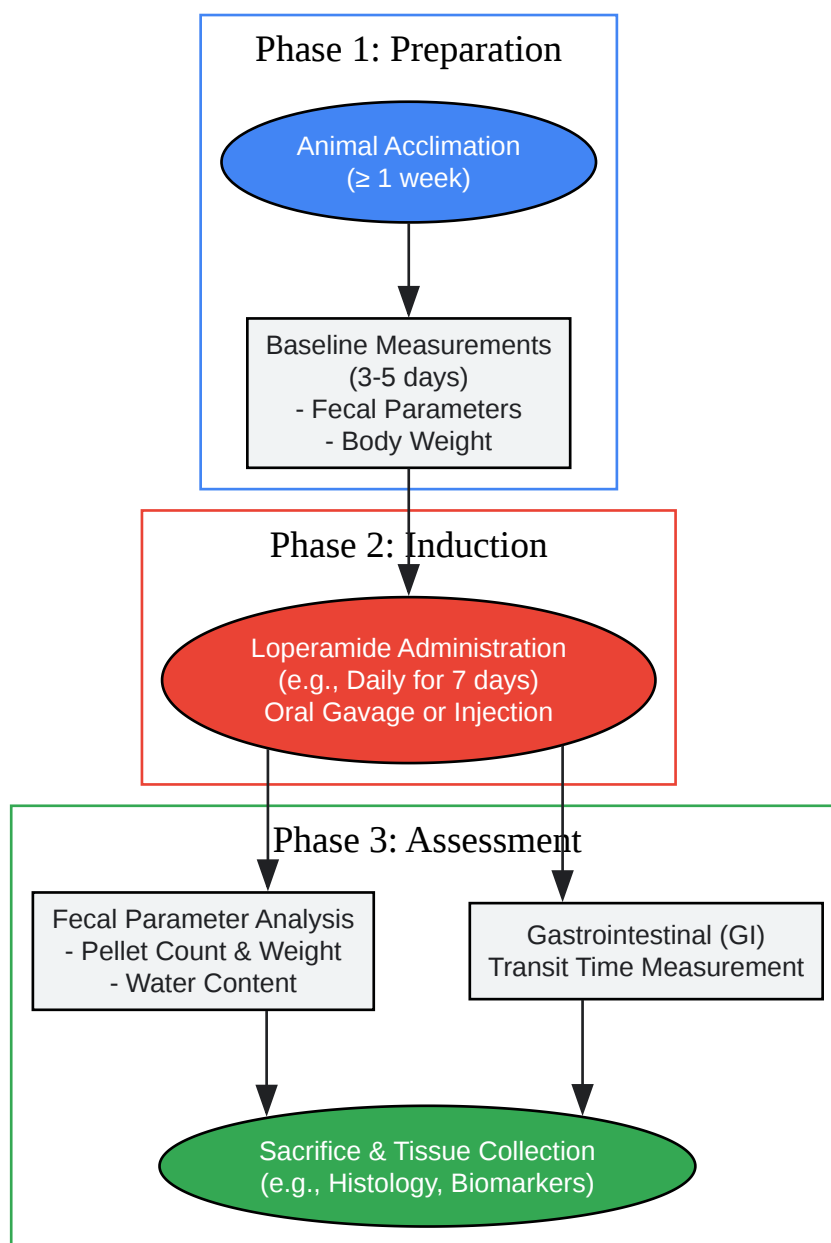 Phase 1: Preparation
Animal Acclimation
(≥ 1 week)
Baseline Measurements
(3-5 days)
- Fecal Parameters
- Body Weight
Phase 2: Induction
Loperamide Administration
(e.g., Daily for 7 days)
Oral Gavage or Injection
Phase 3: Assessment
Fecal Parameter Analysis
- Pellet Count & Weight
- Water Content
Gastrointestinal (GI)
Transit Time Measurement
Sacrifice & Tissue Collection
(e.g., Histology, Biomarkers)